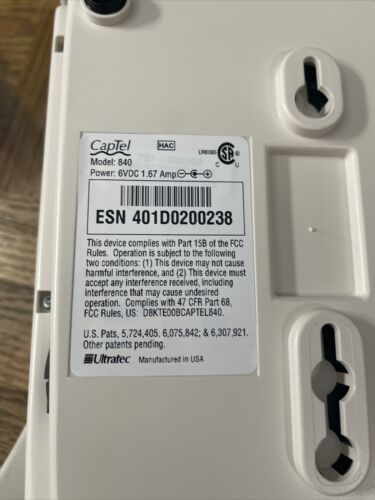 CapTel HAC LR80395
Model: 840
C U
Power: 6VDC 1.67 Amp
ESN 401D0200238
This device complies with Part 15B of the FCC
Rules. Operation is subject to the following
two conditions: (1) This device may not cause
harmful interference, and (2) This device must
accept any interference received, including
interference that may cause undesired
operation. Complies with 47 CFR Part 68,
FCC Rules, US: D8KTE00BCAPTEL840.
U.S. Pats, 5,724,405, 6,075,842; & 6,307,921.
Other patents pending.
Ultratec Manufactured in USA